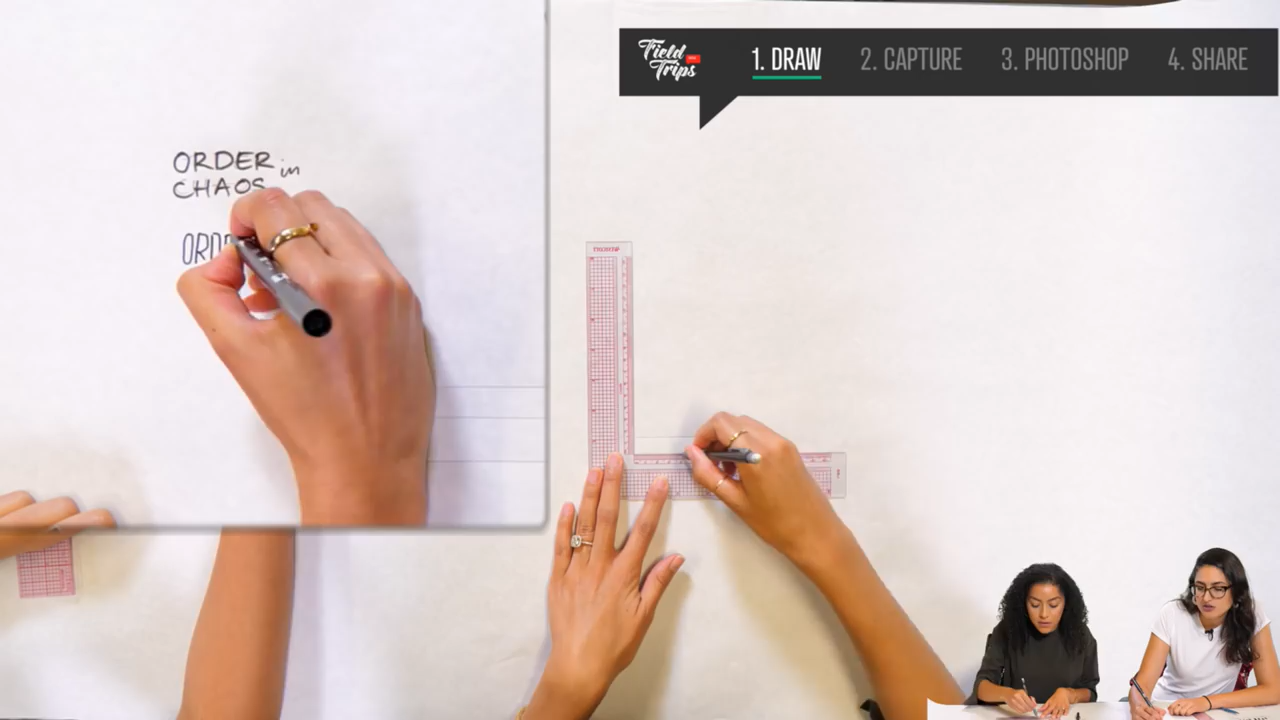 Field
Trips
1. DRAW
2. CAPTURE
3. PHOTOSHOP
4. SHARE
ORDER in
CHAOS